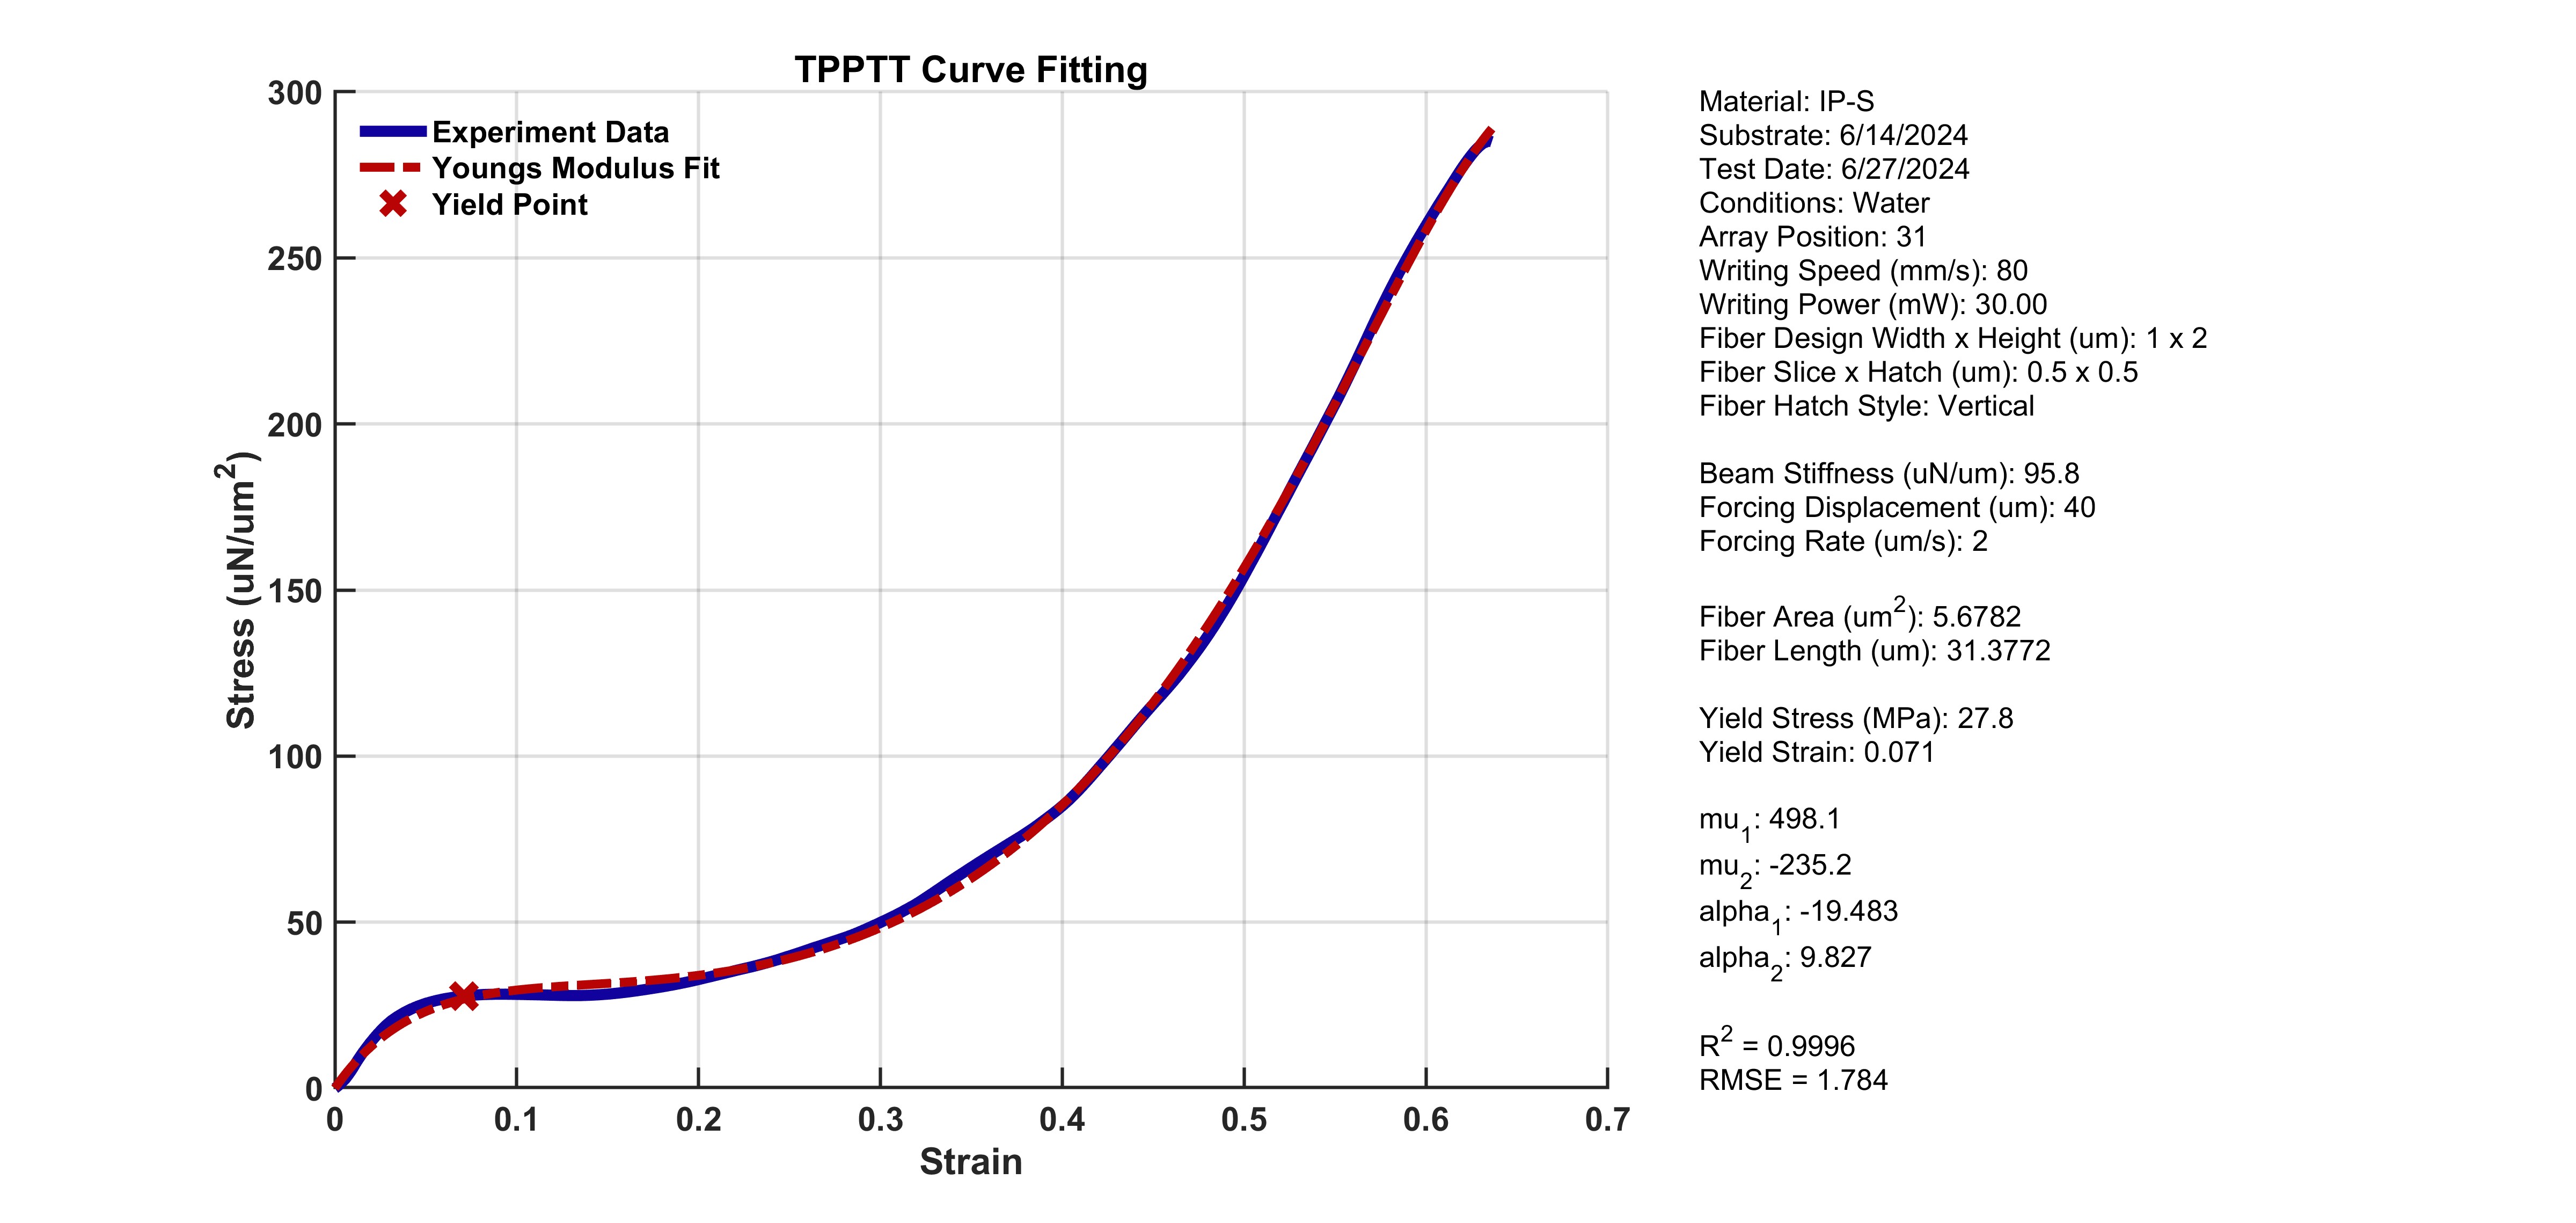 TPPTT Curve Fitting
300
250
200
150
100
50
0
Stress (uN/um²)
Experiment Data
Youngs Modulus Fit
Yield Point
0 0.1 0.2 0.3 0.4 0.5 0.6 0.7
Strain
Material: IP-S
Substrate: 6/14/2024
Test Date: 6/27/2024
Conditions: Water
Array Position: 31
Writing Speed (mm/s): 80
Writing Power (mW): 30.00
Fiber Design Width x Height (um): 1 x 2
Fiber Slice x Hatch (um): 0.5 x 0.5
Fiber Hatch Style: Vertical
Beam Stiffness (uN/um): 95.8
Forcing Displacement (um): 40
Forcing Rate (um/s): 2
Fiber Area (um²): 5.6782
Fiber Length (um): 31.3772
Yield Stress (MPa): 27.8
Yield Strain: 0.071
mu₁: 498.1
mu₂: -235.2
alpha₁: -19.483
alpha₂: 9.827
R² = 0.9996
RMSE = 1.784